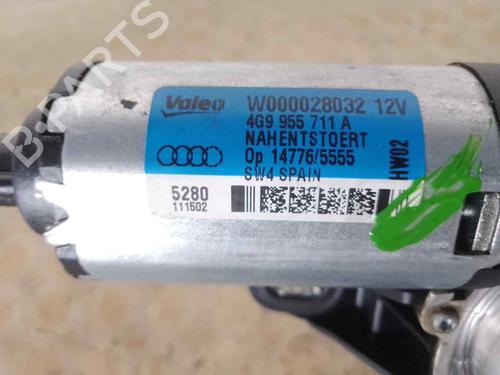 B-PARTS
Valeo W000028032 12V
4G9 955 711 A
NAHENTSTOERT
Op 14776/5555
SW4 SPAIN
HW02
5280
111502